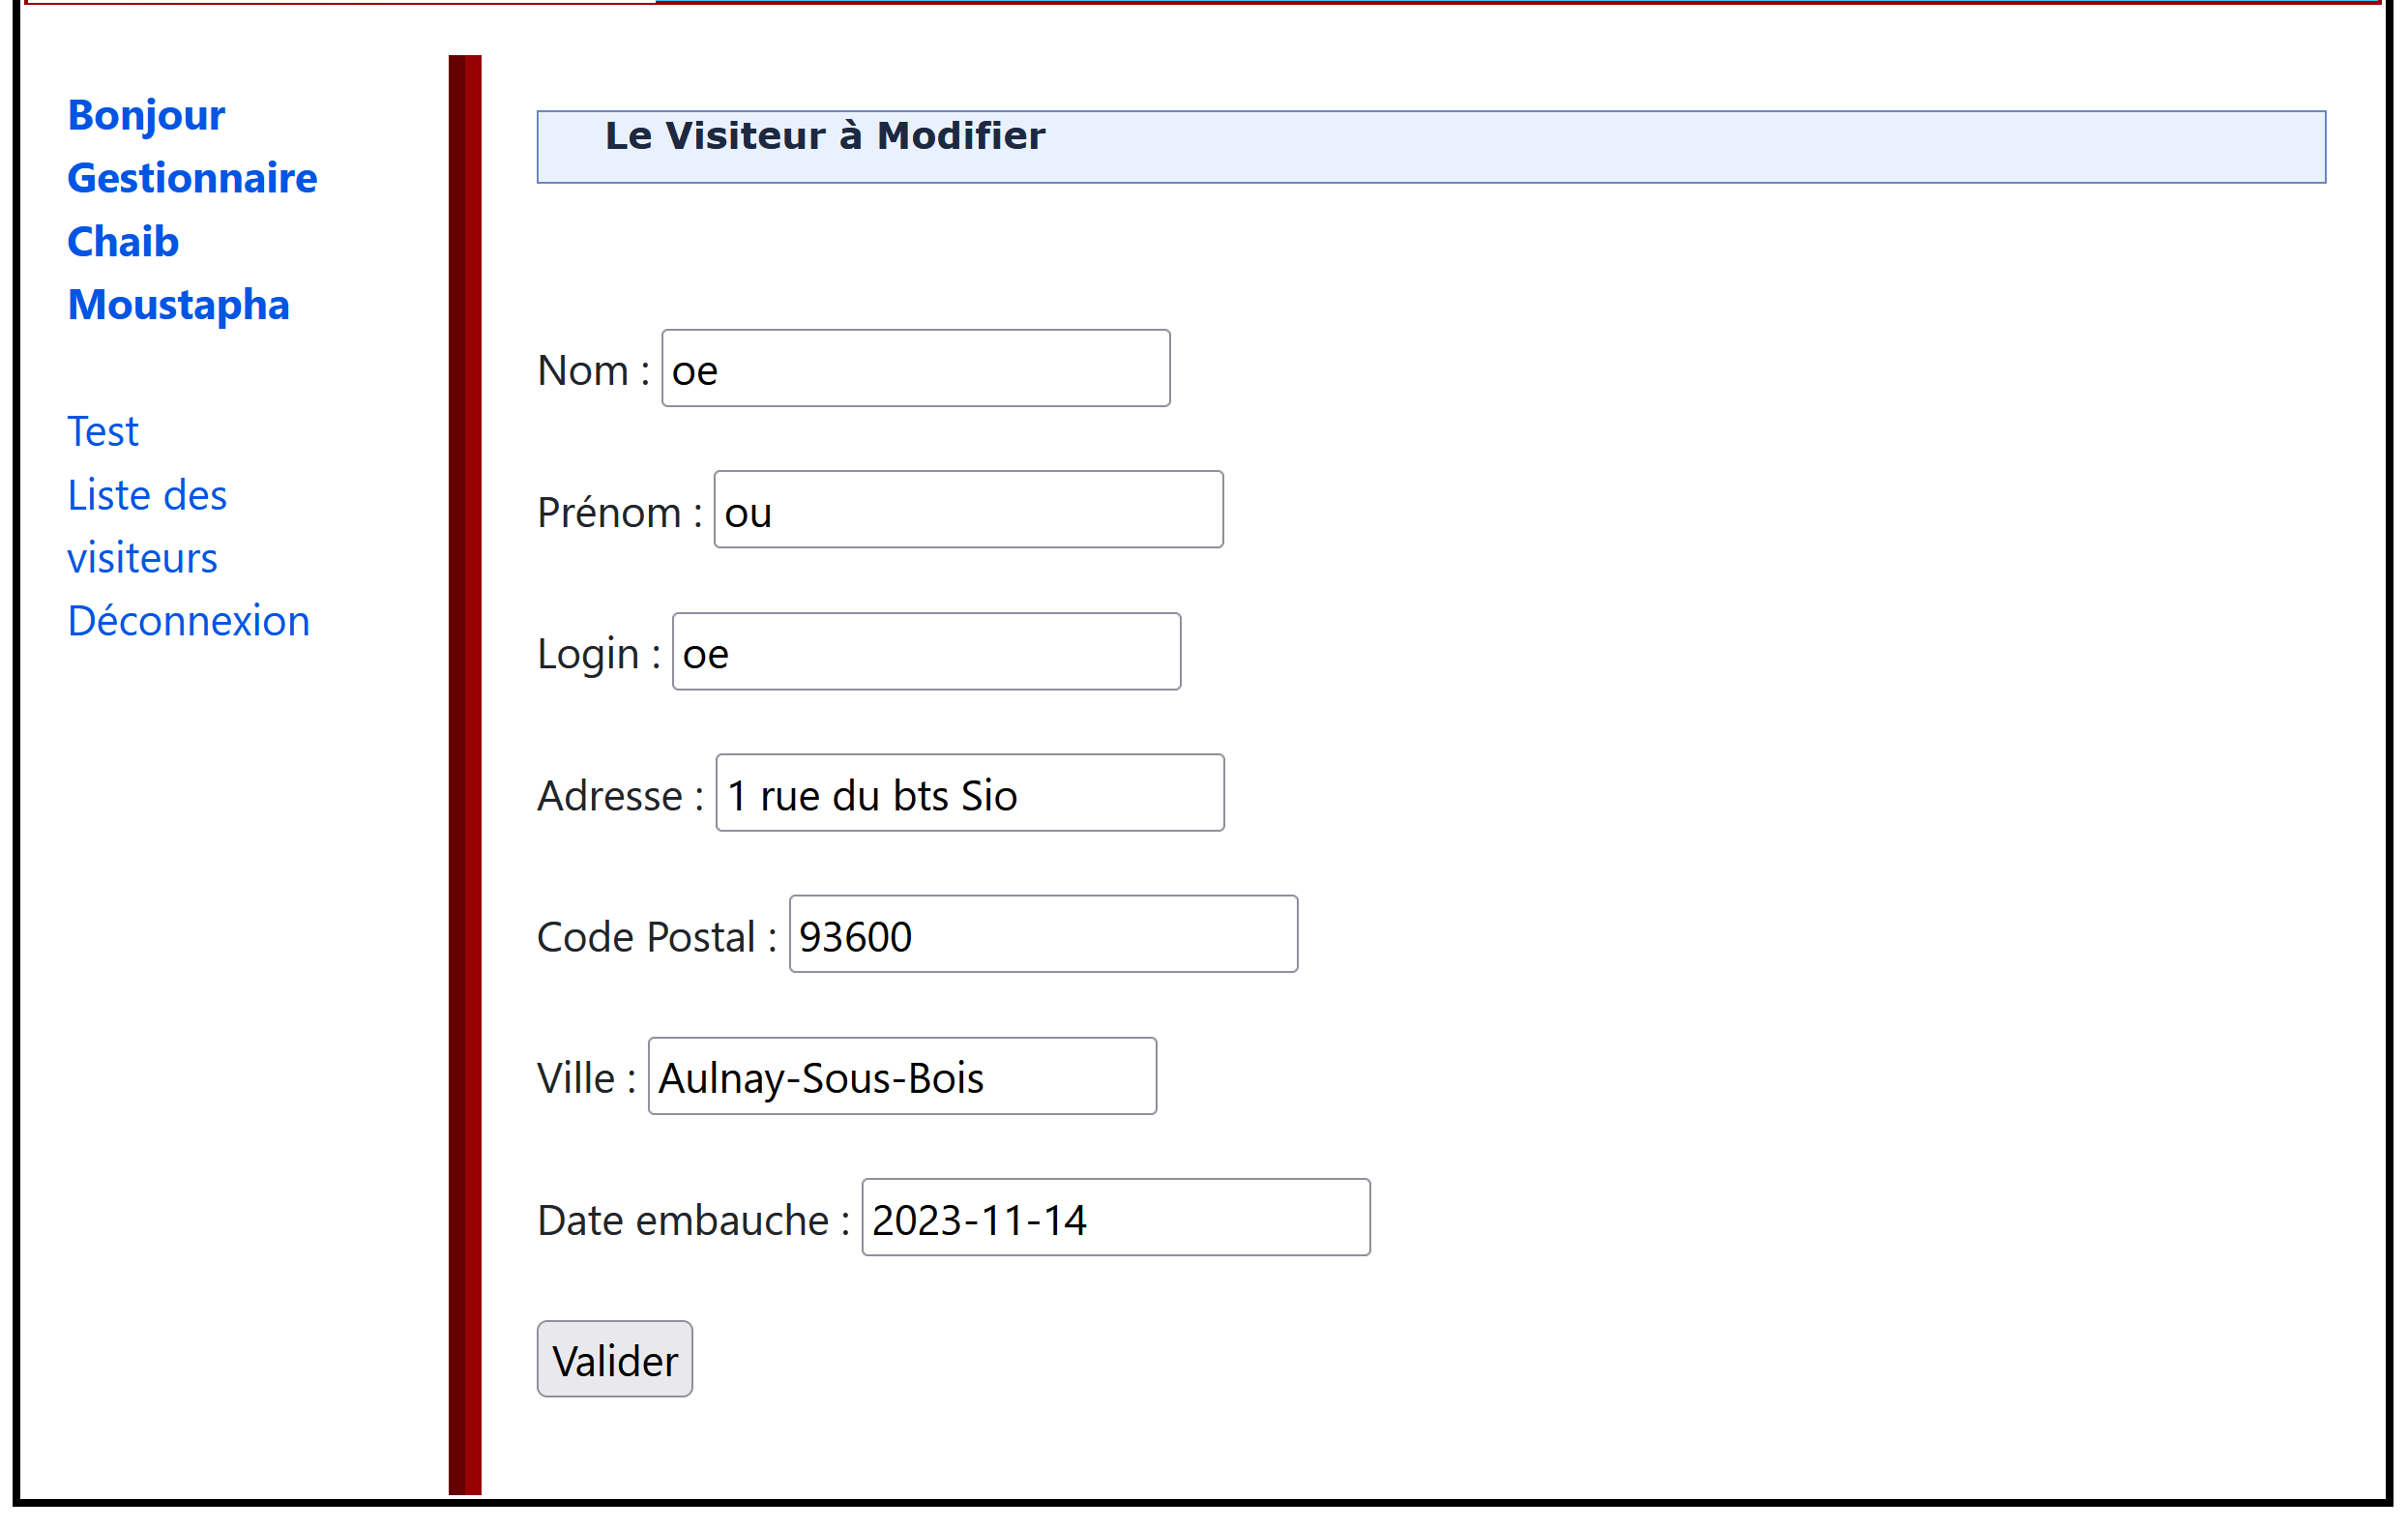 Bonjour
Gestionnaire
Chaib
Moustapha
Test
Liste des
visiteurs
Déconnexion
Le Visiteur à Modifier
Nom : oe
Prénom : ou
Login : oe
Adresse : 1 rue du bts Sio
Code Postal : 93600
Ville : Aulnay-Sous-Bois
Date embauche : 2023-11-14
Valider